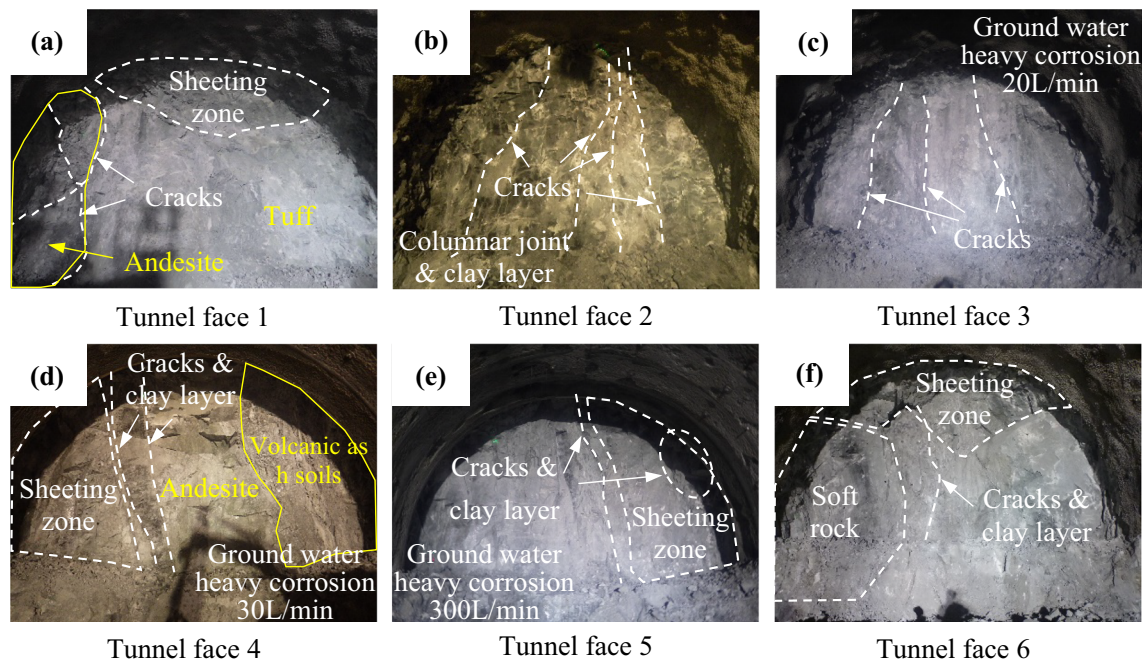 (a)
Sheeting
zone
Cracks
Tuff
Andesite
Tunnel face 1
(b)
Cracks
Columnar joint
& clay layer
Tunnel face 2
(c)
Ground water
heavy corrosion
20L/min
Cracks
Tunnel face 3
(d)
Cracks &
clay layer
Volcanic as
h soils
Sheeting
zone
Andesite
Ground water
heavy corrosion
30L/min
Tunnel face 4
(e)
Cracks &
clay layer
Sheeting
zone
Ground water
heavy corrosion
300L/min
Tunnel face 5
(f)
Sheeting
zone
Soft
rock
Cracks &
clay layer
Tunnel face 6